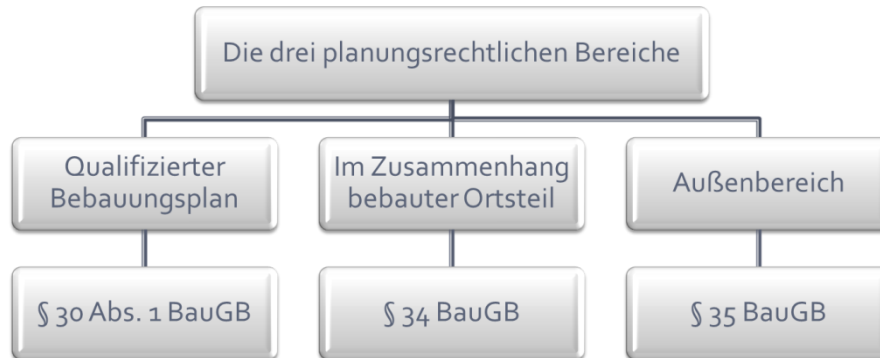 Die drei planungsrechtlichen Bereiche
Qualifizierter
Bebauungsplan
Im Zusammenhang
bebauter Ortsteil
Außenbereich
§ 30 Abs. 1 BauGB
§ 34 BauGB
§ 35 BauGB